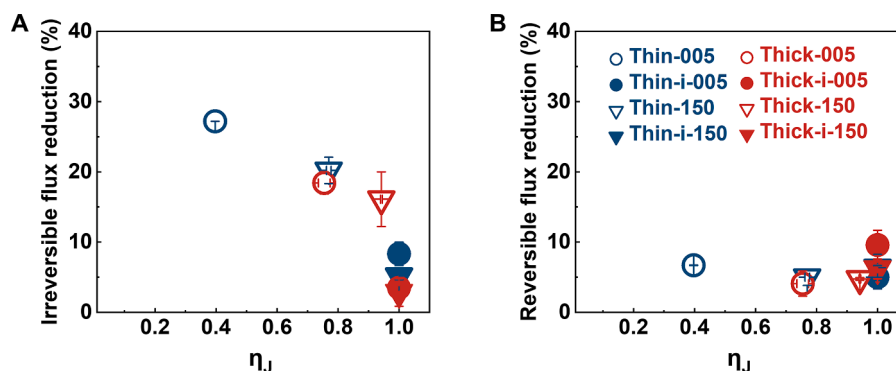 A
Irreversible flux reduction (%)
40
30
20
10
0
0.2 0.4 0.6 0.8 1.0
ηJ
B
Reversible flux reduction (%)
40
30
20
10
0
Thin-005 Thick-005
Thin-i-005 Thick-i-005
Thin-150 Thick-150
Thin-i-150 Thick-i-150
0.2 0.4 0.6 0.8 1.0
ηJ